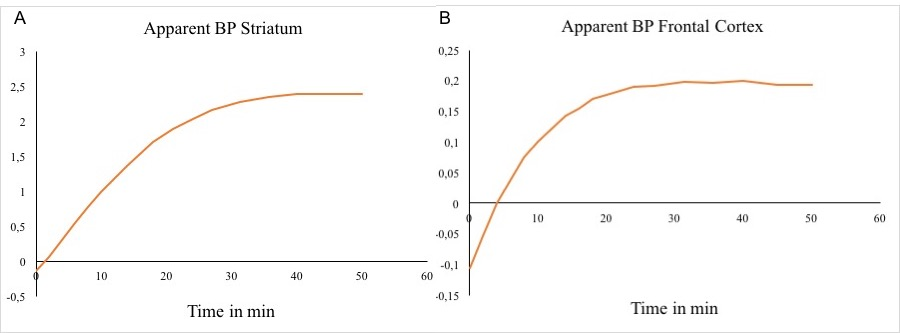 A
Apparent BP Striatum
3
2,5
2
1,5
1
0,5
0
-0,5
0 10 20 30 40 50 60
Time in min
B
Apparent BP Frontal Cortex
0,25
0,2
0,15
0,1
0,05
0
-0,05
-0,1
-0,15
0 10 20 30 40 50 60
Time in min